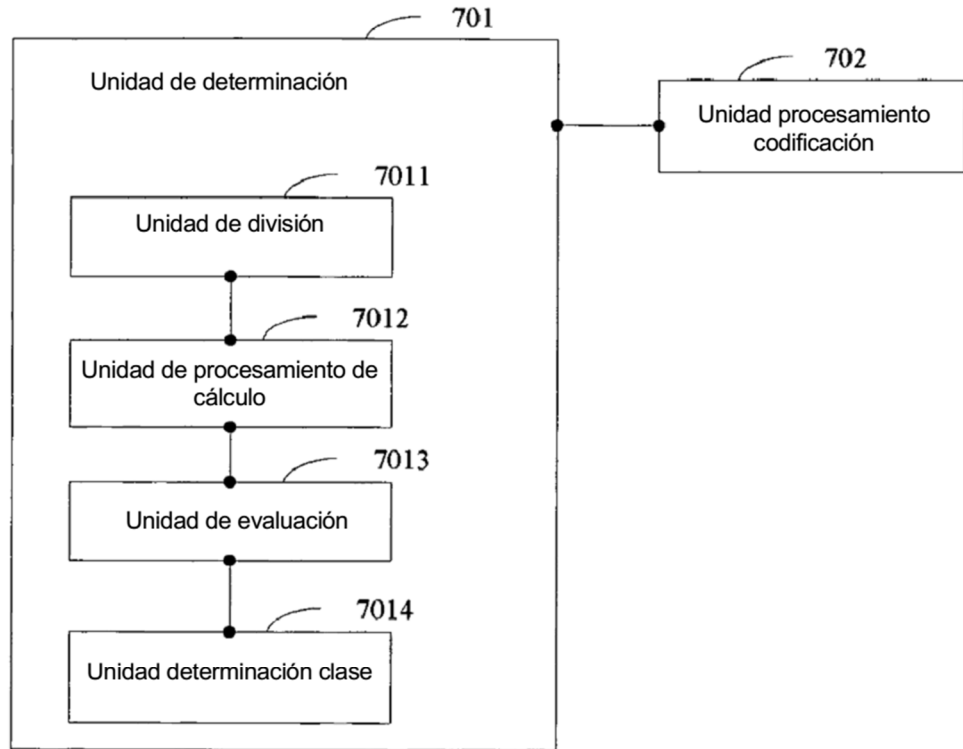 701
Unidad de determinación
702
Unidad procesamiento
codificación
7011
Unidad de división
7012
Unidad de procesamiento de
cálculo
7013
Unidad de evaluación
7014
Unidad determinación clase